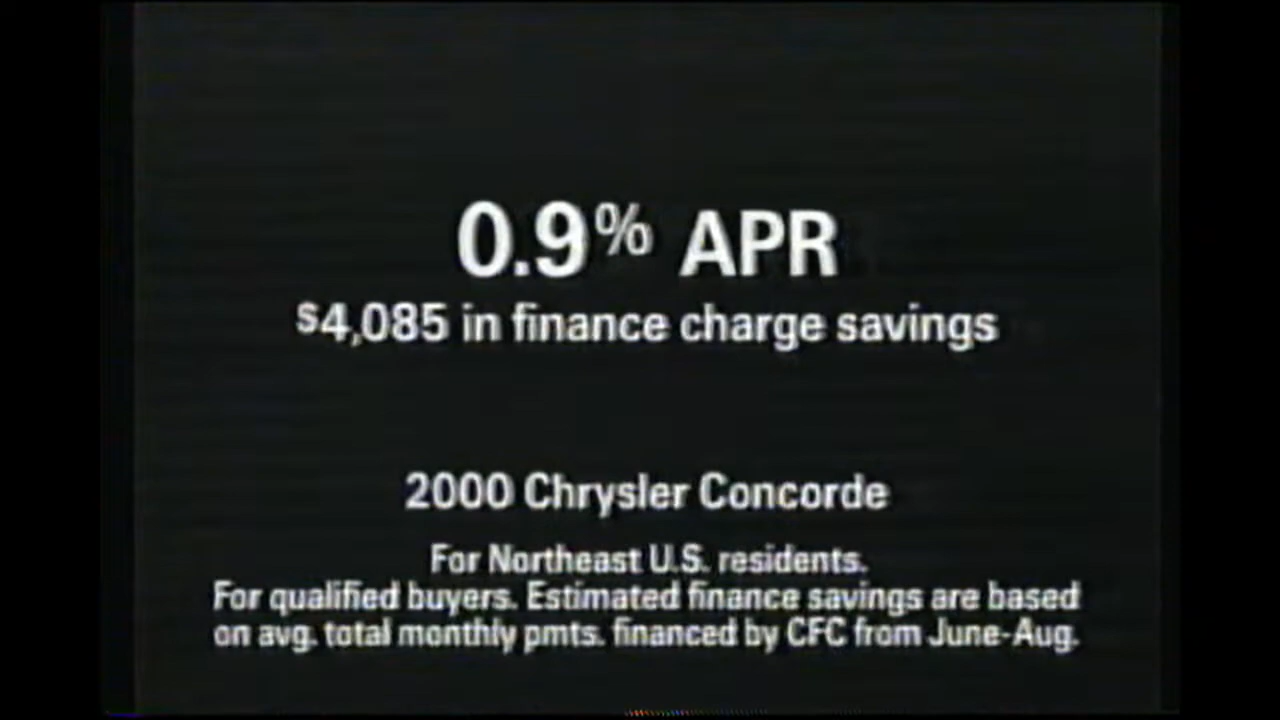 0.9% APR
$4,085 in finance charge savings
2000 Chrysler Concorde
For Northeast U.S. residents.
For qualified buyers. Estimated finance savings are based
on avg. total monthly pmts. financed by CFC from June-Aug.